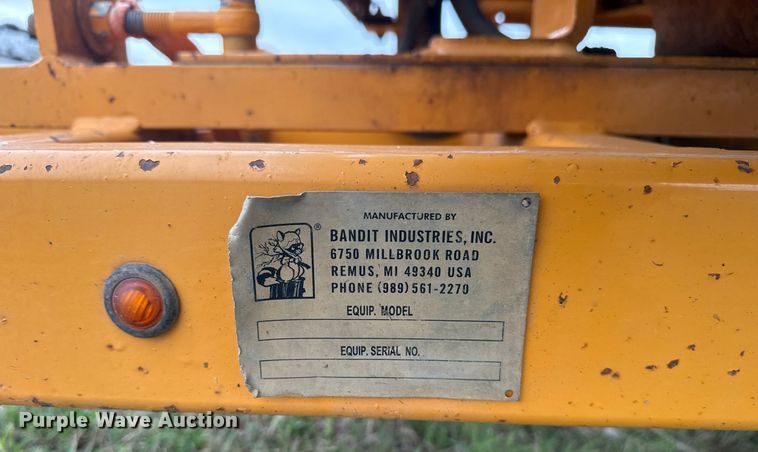 MANUFACTURED BY
®
BANDIT INDUSTRIES, INC.
6750 MILLBROOK ROAD
REMUS, MI 49340 USA
PHONE (989) 561-2270
EQUIP. MODEL
EQUIP. SERIAL NO.
Purple Wave Auction